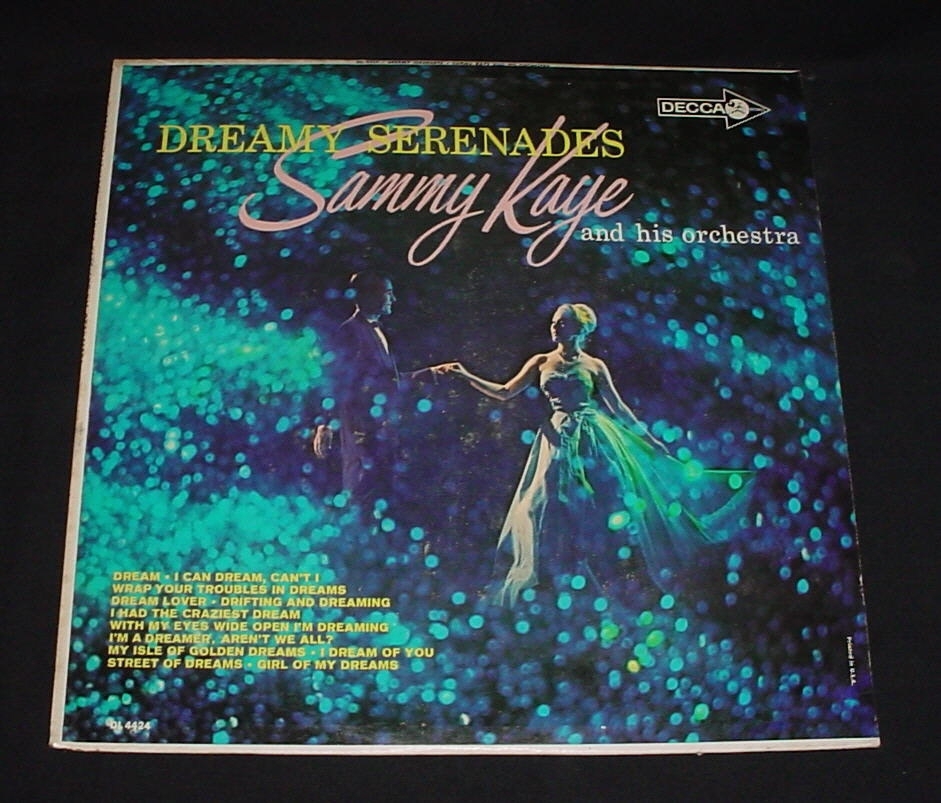 DECCA
DREAMY SERENADES
Sammy Kaye
and his orchestra
DREAM • I CAN DREAM, CAN'T I
WRAP YOUR TROUBLES IN DREAMS
DREAM LOVER • DRIFTING AND DREAMING
I HAD THE CRAZIEST DREAM
WITH MY EYES WIDE OPEN I'M DREAMING
I'M A DREAMER, AREN'T WE ALL?
MY ISLE OF GOLDEN DREAMS • I DREAM OF YOU
STREET OF DREAMS • GIRL OF MY DREAMS
DL 4424
Printed in U.S.A.